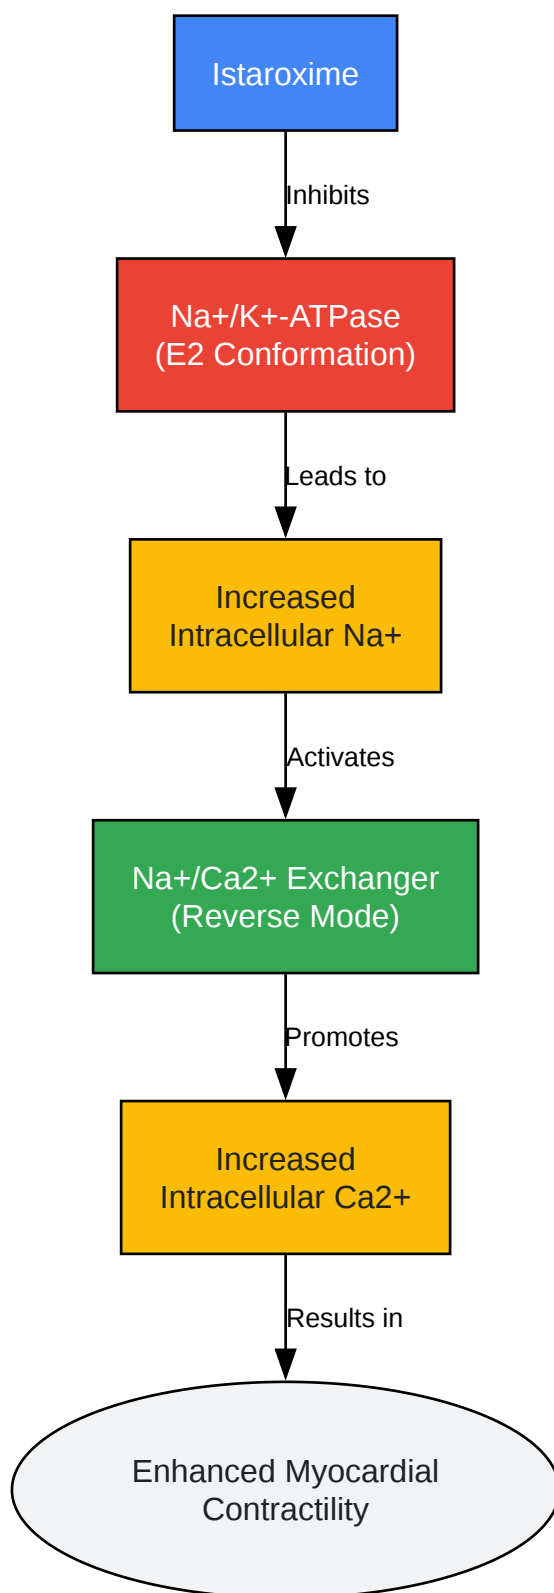 Istaroxime
Inhibits
Na+/K+-ATPase
(E2 Conformation)
Leads to
Increased
Intracellular Na+
Activates
Na+/Ca2+ Exchanger
(Reverse Mode)
Promotes
Increased
Intracellular Ca2+
Results in
Enhanced Myocardial
Contractility